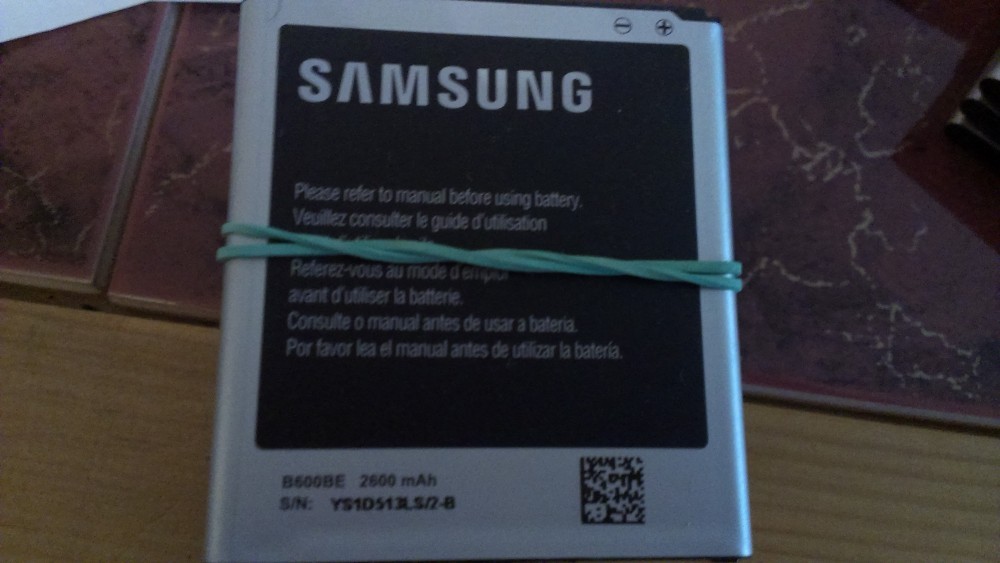 SAMSUNG
Please refer to manual before using battery.
Veuillez consulter le guide d'utilisation
Referez-vous au mode d'emploi
avant d'utiliser la batterie.
Consulte o manual antes de usar a bateria.
Por favor lea el manual antes de utilizar la batería.
B600BE 2600 mAh
S/N: YS1D513LS/2-B